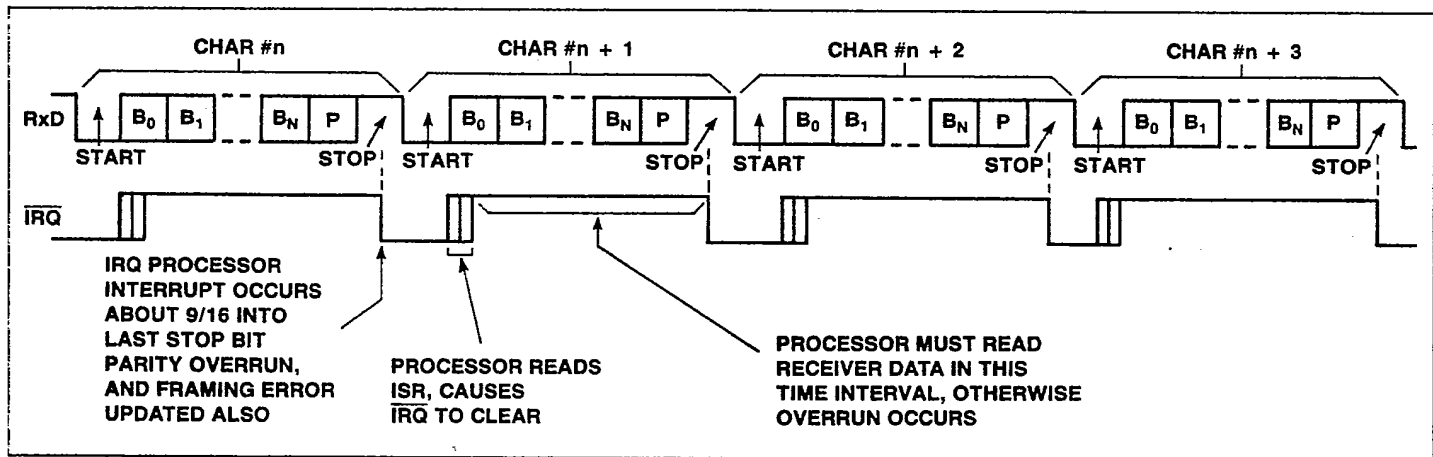 CHAR #n CHAR #n + 1 CHAR #n + 2 CHAR #n + 3
RxD B0 B1 BN P B0 B1 BN P B0 B1 BN P B0 B1 BN P
START STOP START STOP START STOP START STOP
IRQ
IRQ PROCESSOR
INTERRUPT OCCURS
ABOUT 9/16 INTO
LAST STOP BIT
PARITY OVERRUN,
AND FRAMING ERROR
UPDATED ALSO
PROCESSOR READS
ISR, CAUSES
IRQ TO CLEAR
PROCESSOR MUST READ
RECEIVER DATA IN THIS
TIME INTERVAL, OTHERWISE
OVERRUN OCCURS